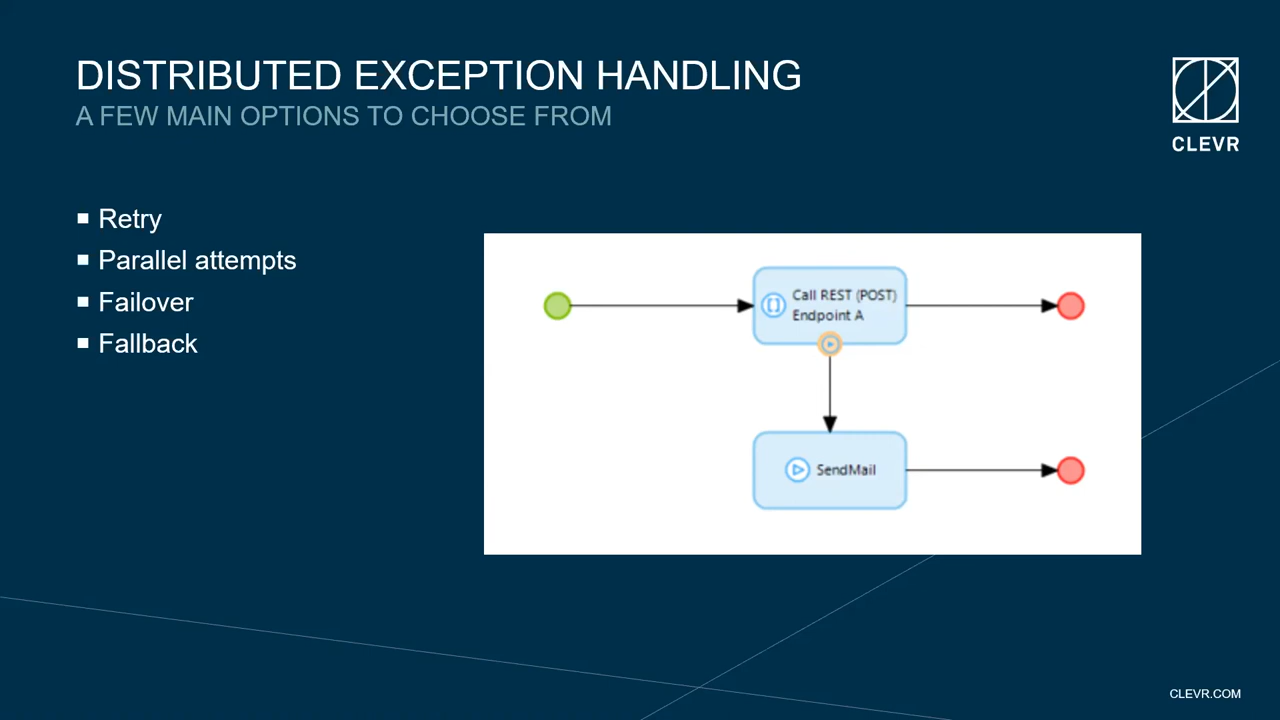 DISTRIBUTED EXCEPTION HANDLING
A FEW MAIN OPTIONS TO CHOOSE FROM
CLEVR
Retry
Parallel attempts
Failover
Fallback
Call REST (POST)
Endpoint A
SendMail
CLEVR.COM